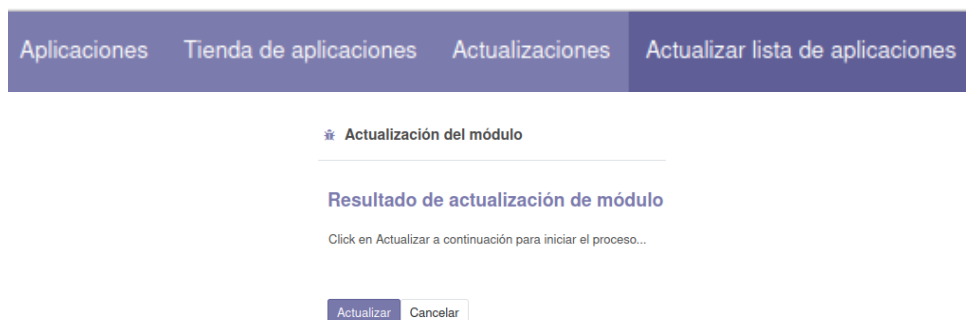 Aplicaciones Tienda de aplicaciones Actualizaciones Actualizar lista de aplicaciones
Actualización del módulo
Resultado de actualización de módulo
Click en Actualizar a continuación para iniciar el proceso...
Actualizar Cancelar